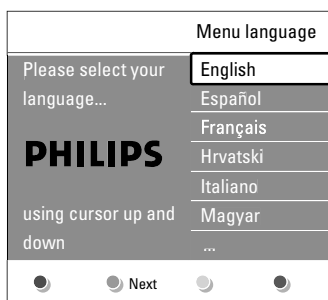 Menu language
Please select your
language...
PHILIPS
using cursor up and
down
English
Español
Français
Hrvatski
Italiano
Magyar
...
Next